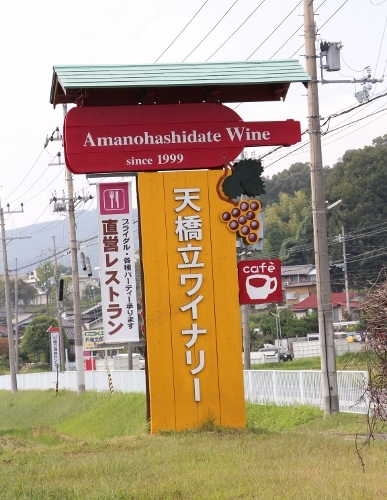 Amanohashidate Wine
since 1999
天橋立ワイナリー
ブライダル・各種パーティー承ります
直営レストラン
café